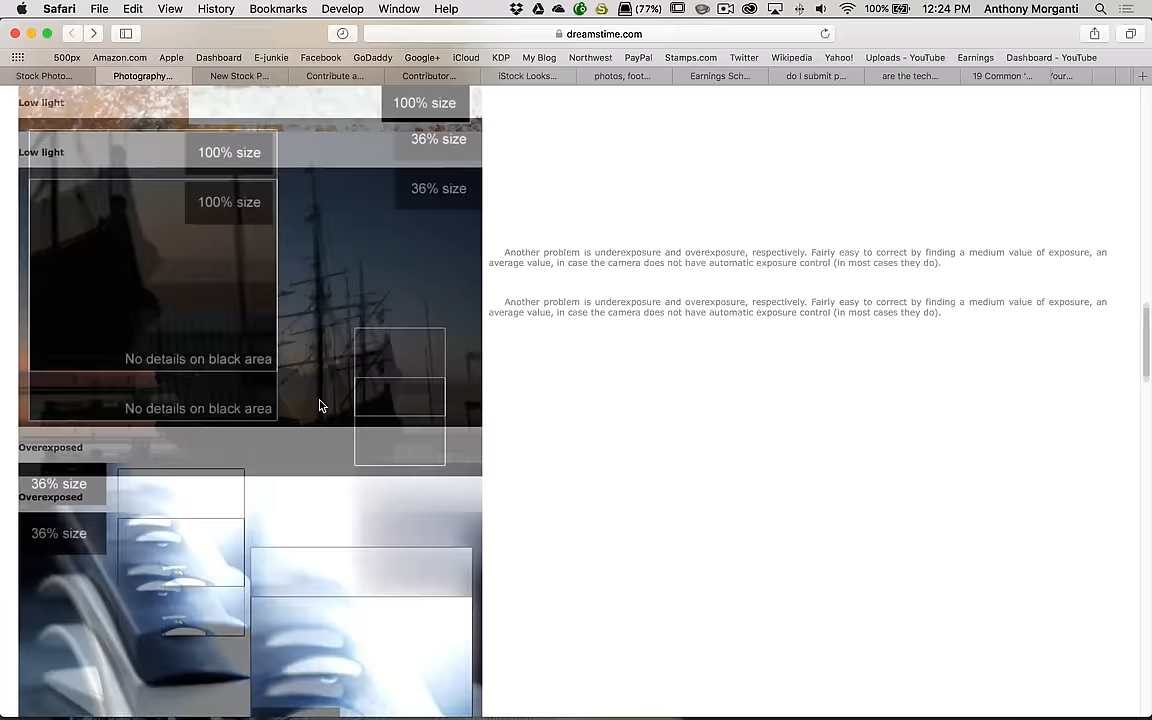 Safari File Edit View History Bookmarks Develop Window Help (77%) 100% 12:24 PM Anthony Morganti
dreamstime.com
500px Amazon.com Apple Dashboard E-junkie Facebook GoDaddy Google+ iCloud KDP My Blog Northwest PayPal Stamps.com Twitter Wikipedia Yahoo! Uploads - YouTube Earnings Dashboard - YouTube
Stock Photo... Photography... New Stock P... Contribute a... Contributor... iStock Looks... photos, foot... Earnings Sch... do I submit p... are the tech... 19 Common '... Your...
Low light
100% size
36% size
Low light
100% size
36% size
100% size
Another problem is underexposure and overexposure, respectively. Fairly easy to correct by finding a medium value of exposure, an
average value, in case the camera does not have automatic exposure control (in most cases they do).
Another problem is underexposure and overexposure, respectively. Fairly easy to correct by finding a medium value of exposure, an
average value, in case the camera does not have automatic exposure control (in most cases they do).
No details on black area
No details on black area
Overexposed
36% size
Overexposed
36% size